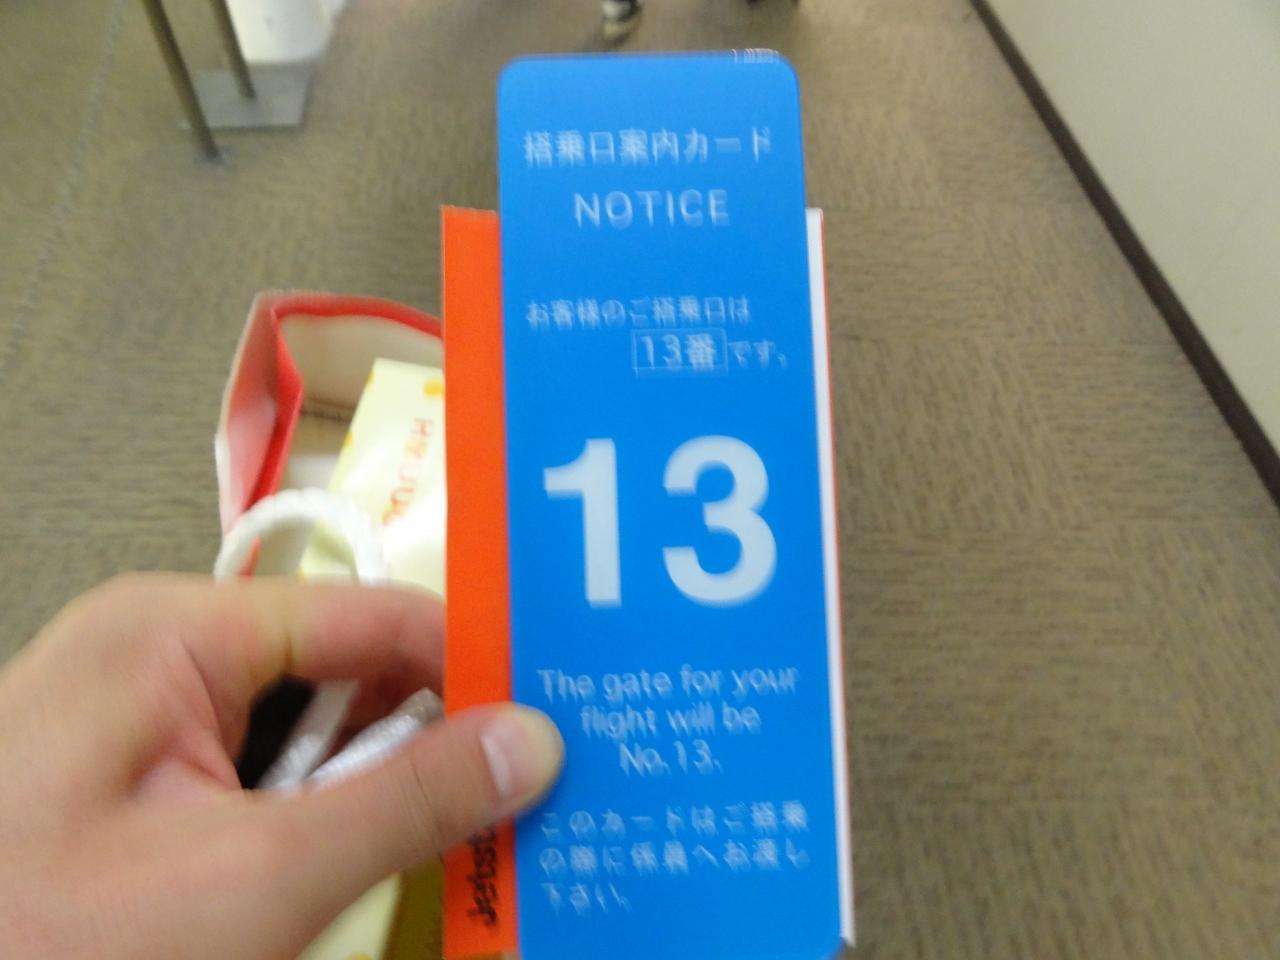 搭乗口案内カード
NOTICE
お客様のご搭乗口は
13番です。
13
The gate for your
flight will be
No.13.
このカードはご搭乗
の際に係員へお渡し
下さい。
Jetst